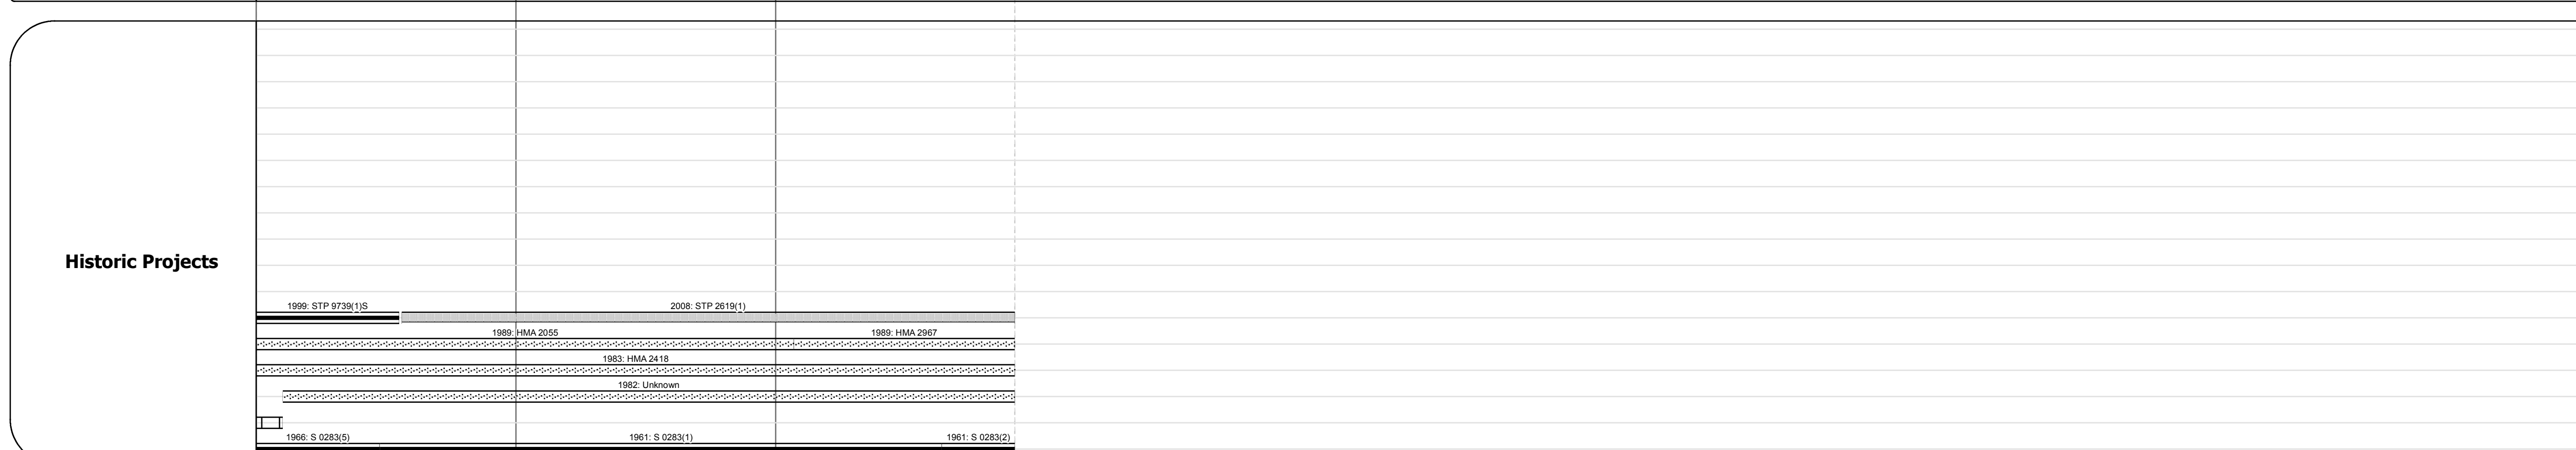 Historic Projects
1999: STP 9739(1)S
2008: STP 2619(1)
1989: HMA 2055
1989: HMA 2967
1983: HMA 2418
1982: Unknown
1966: S 0283(5)
1961: S 0283(1)
1961: S 0283(2)